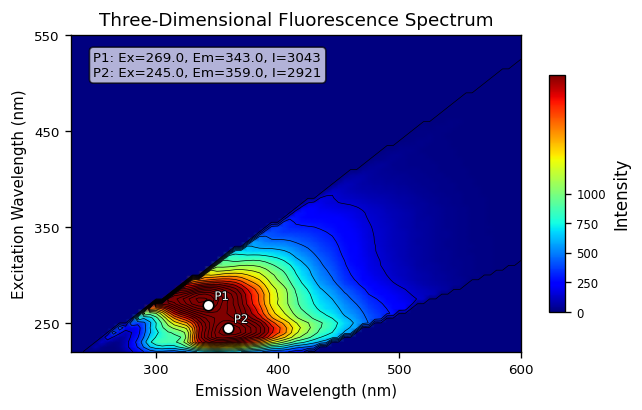 Three-Dimensional Fluorescence Spectrum
550
450
350
250
Excitation Wavelength (nm)
P1: Ex=269.0, Em=343.0, I=3043
P2: Ex=245.0, Em=359.0, I=2921
P1
P2
300
400
500
600
Emission Wavelength (nm)
1000
750
500
250
0
Intensity